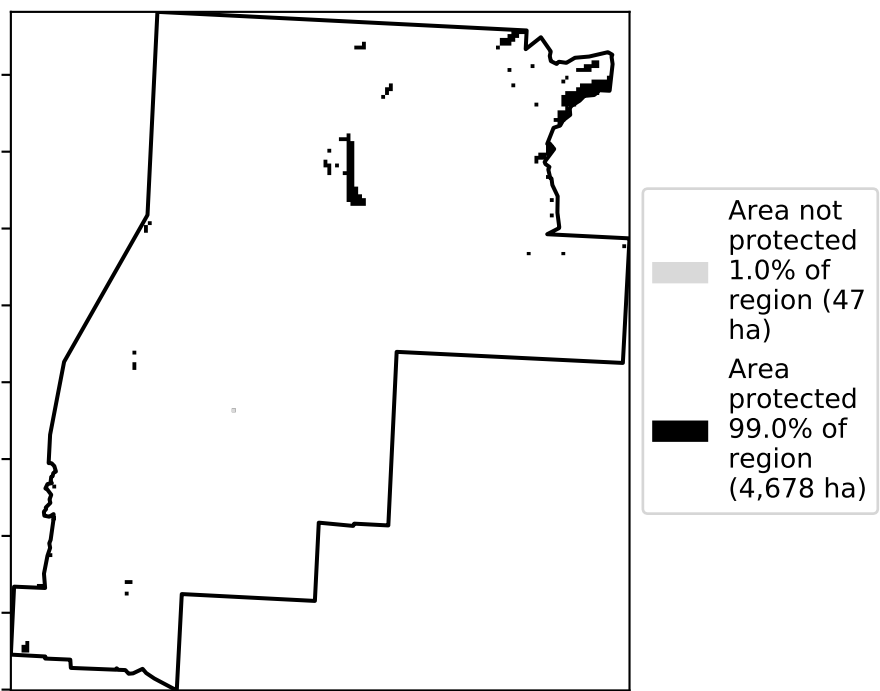 Area not
protected
1.0% of
region (47
ha)
Area
protected
99.0% of
region
(4,678 ha)